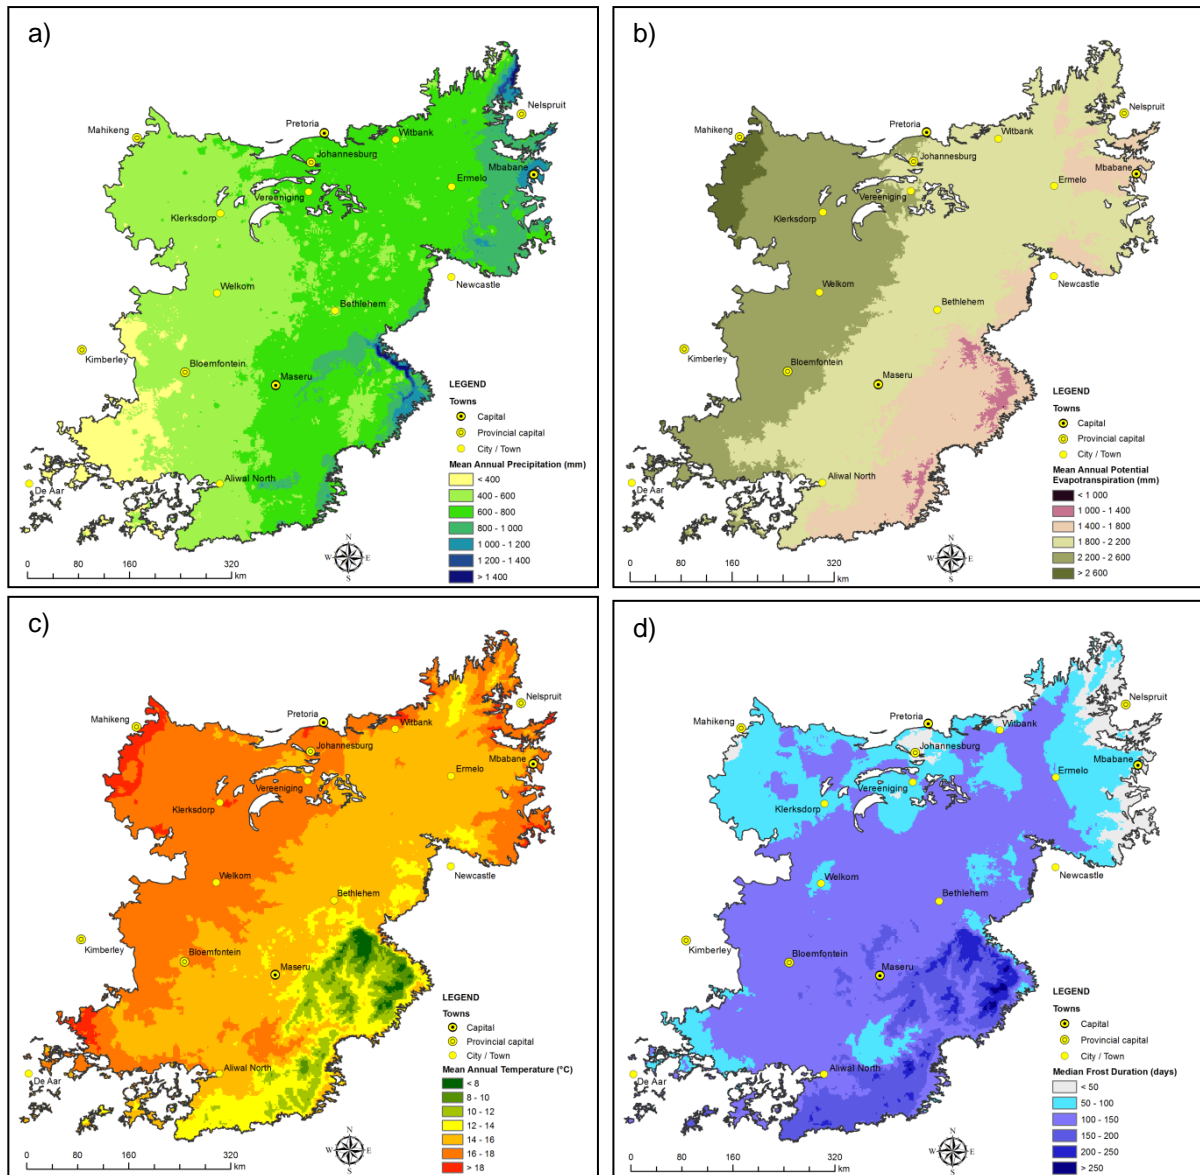 a)
Nelspruit
Pretoria
Witbank
Mahikeng
Johannesburg
Mbabane
Ermelo
Vereeniging
Klerksdorp
Newcastle
Welkom
Bethlehem
Kimberley
Bloemfontein
Maseru
LEGEND
Towns
Capital
Provincial capital
City / Town
Mean Annual Precipitation (mm)
< 400
400 - 600
600 - 800
800 - 1 000
1 000 - 1 200
1 200 - 1 400
> 1 400
Aliwal North
De Aar
N
W E
S
0 80 160 320
km
b)
Nelspruit
Pretoria
Witbank
Mahikeng
Johannesburg
Mbabane
Ermelo
Vereeniging
Klerksdorp
Newcastle
Welkom
Bethlehem
Kimberley
Bloemfontein
Maseru
LEGEND
Towns
Capital
Provincial capital
City / Town
Mean Annual Potential
Evapotranspiration (mm)
< 1 000
1 000 - 1 400
1 400 - 1 800
1 800 - 2 200
2 200 - 2 600
> 2 600
Aliwal North
De Aar
N
W E
S
0 80 160 320
km
c)
Nelspruit
Pretoria
Witbank
Mahikeng
Johannesburg
Mbabane
Ermelo
Vereeniging
Klerksdorp
Newcastle
Welkom
Bethlehem
Kimberley
Bloemfontein
Maseru
LEGEND
Towns
Capital
Provincial capital
City / Town
Mean Annual Temperature (°C)
< 8
8 - 10
10 - 12
12 - 14
14 - 16
16 - 18
> 18
Aliwal North
De Aar
N
W E
S
0 80 160 320
km
d)
Nelspruit
Pretoria
Witbank
Mahikeng
Johannesburg
Mbabane
Ermelo
Vereeniging
Klerksdorp
Newcastle
Welkom
Bethlehem
Kimberley
Bloemfontein
Maseru
LEGEND
Towns
Capital
Provincial capital
City / Town
Median Frost Duration (days)
< 50
50 - 100
100 - 150
150 - 200
200 - 250
> 250
Aliwal North
De Aar
N
W E
S
0 80 160 320
km